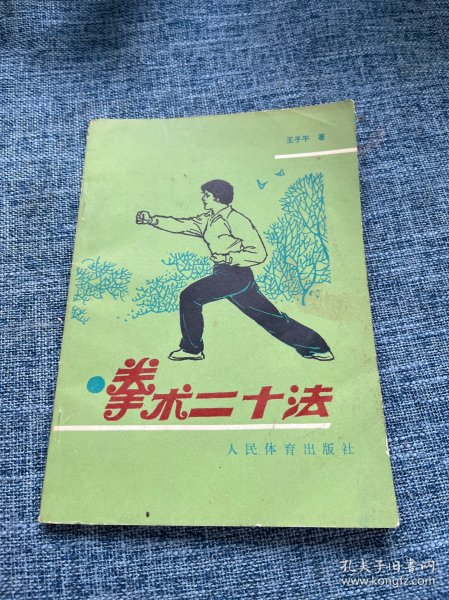 王子平 著
拳术二十法
人民体育出版社
孔夫子旧书网
www.kongfz.com